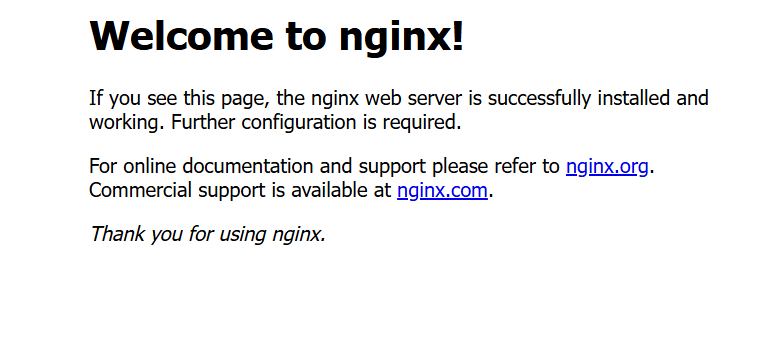 Welcome to nginx!
If you see this page, the nginx web server is successfully installed and
working. Further configuration is required.
For online documentation and support please refer to nginx.org.
Commercial support is available at nginx.com.
Thank you for using nginx.